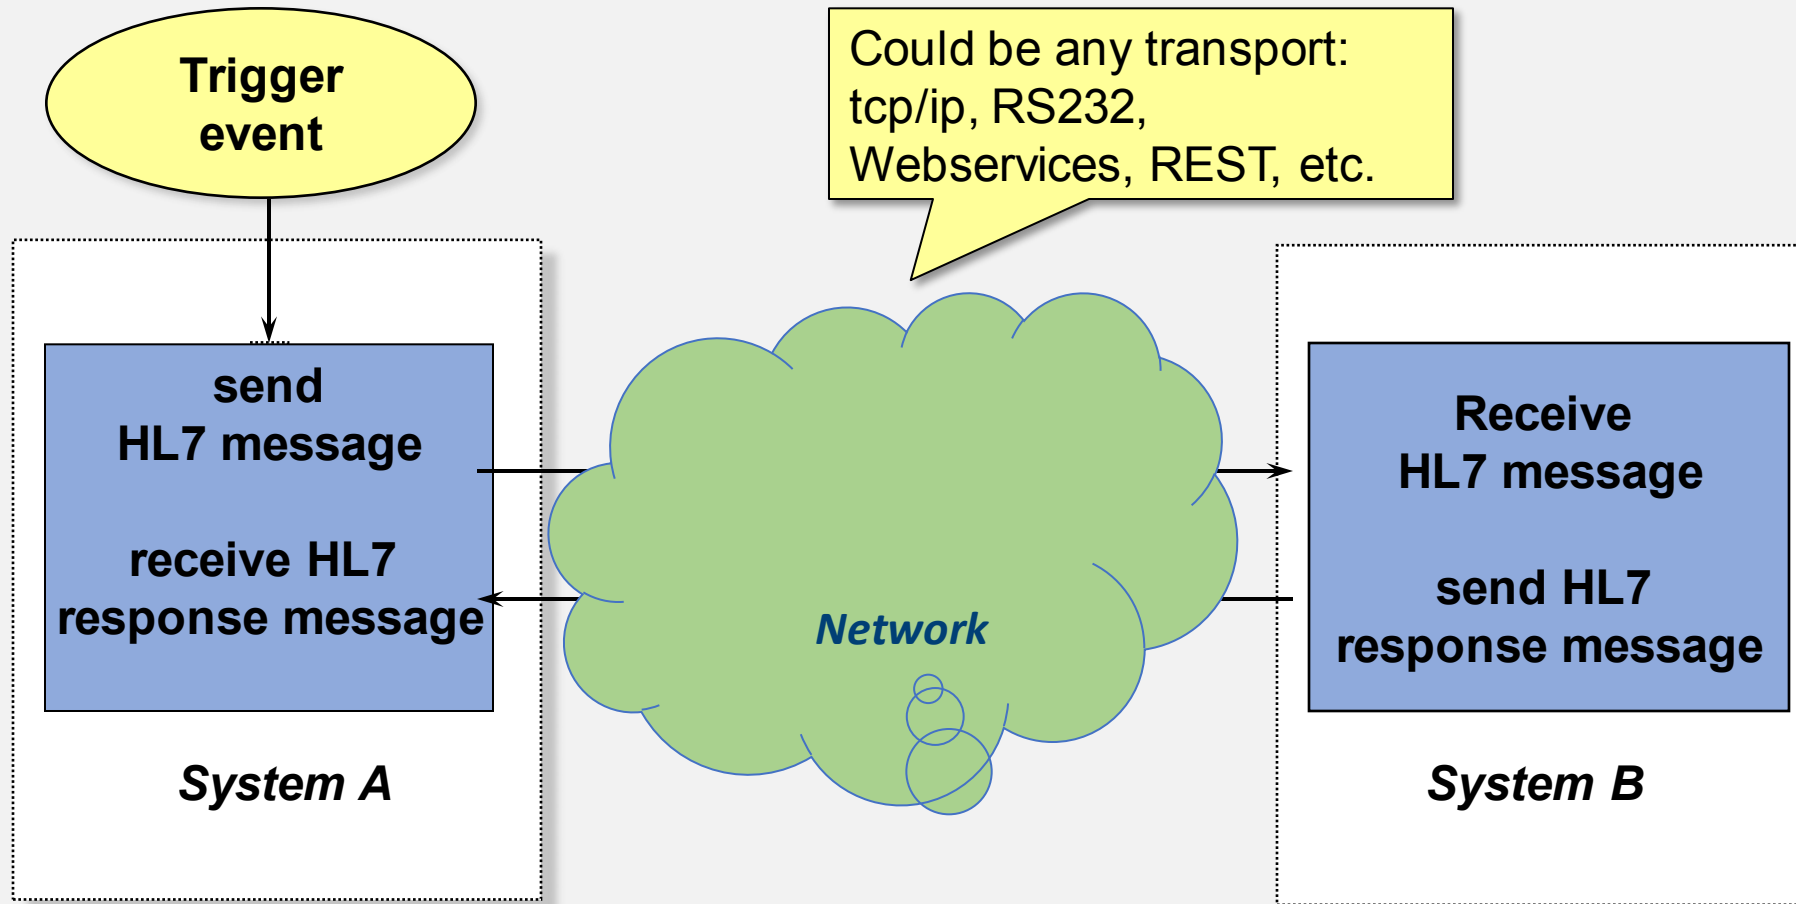 Trigger
event
Could be any transport:
tcp/ip, RS232,
Webservices, REST, etc.
send
HL7 message
receive HL7
response message
System A
Network
Receive
HL7 message
send HL7
response message
System B